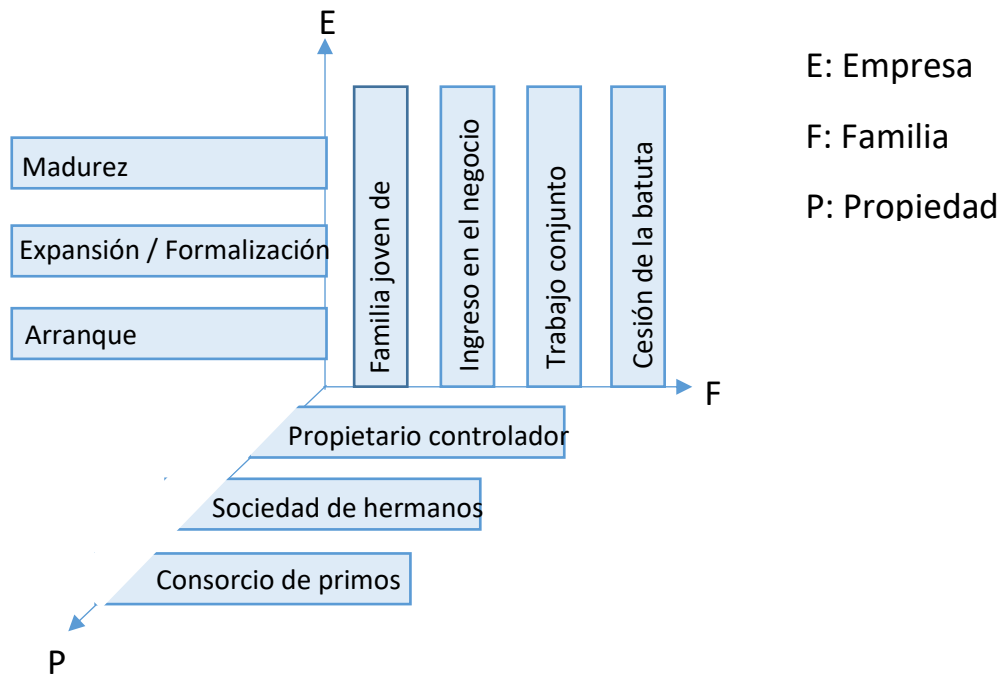 E
E: Empresa
F: Familia
P: Propiedad
Madurez
Expansión / Formalización
Arranque
Familia joven de
Ingreso en el negocio
Trabajo conjunto
Cesión de la batuta
F
Propietario controlador
Sociedad de hermanos
Consorcio de primos
P